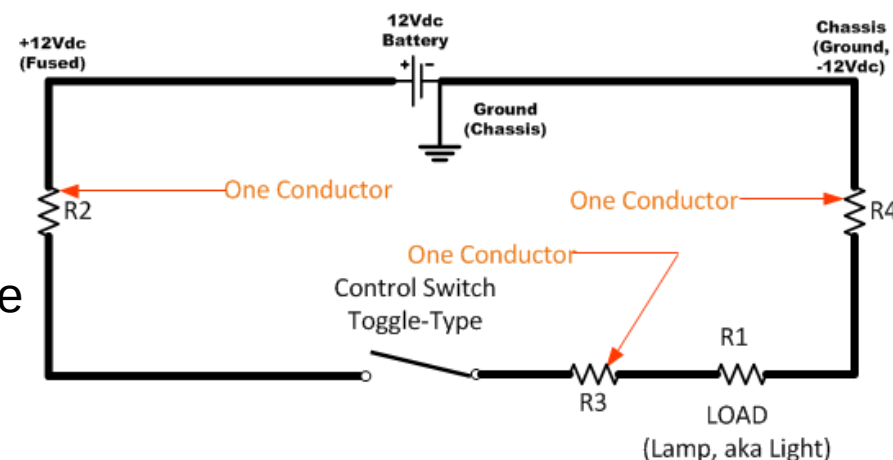 12Vdc
Battery
+12Vdc
(Fused)
Chassis
(Ground,
-12Vdc)
+ -
Ground
(Chassis)
One Conductor
R2
One Conductor
R4
One Conductor
e
Control Switch
Toggle-Type
R1
R3
LOAD
(Lamp, aka Light)